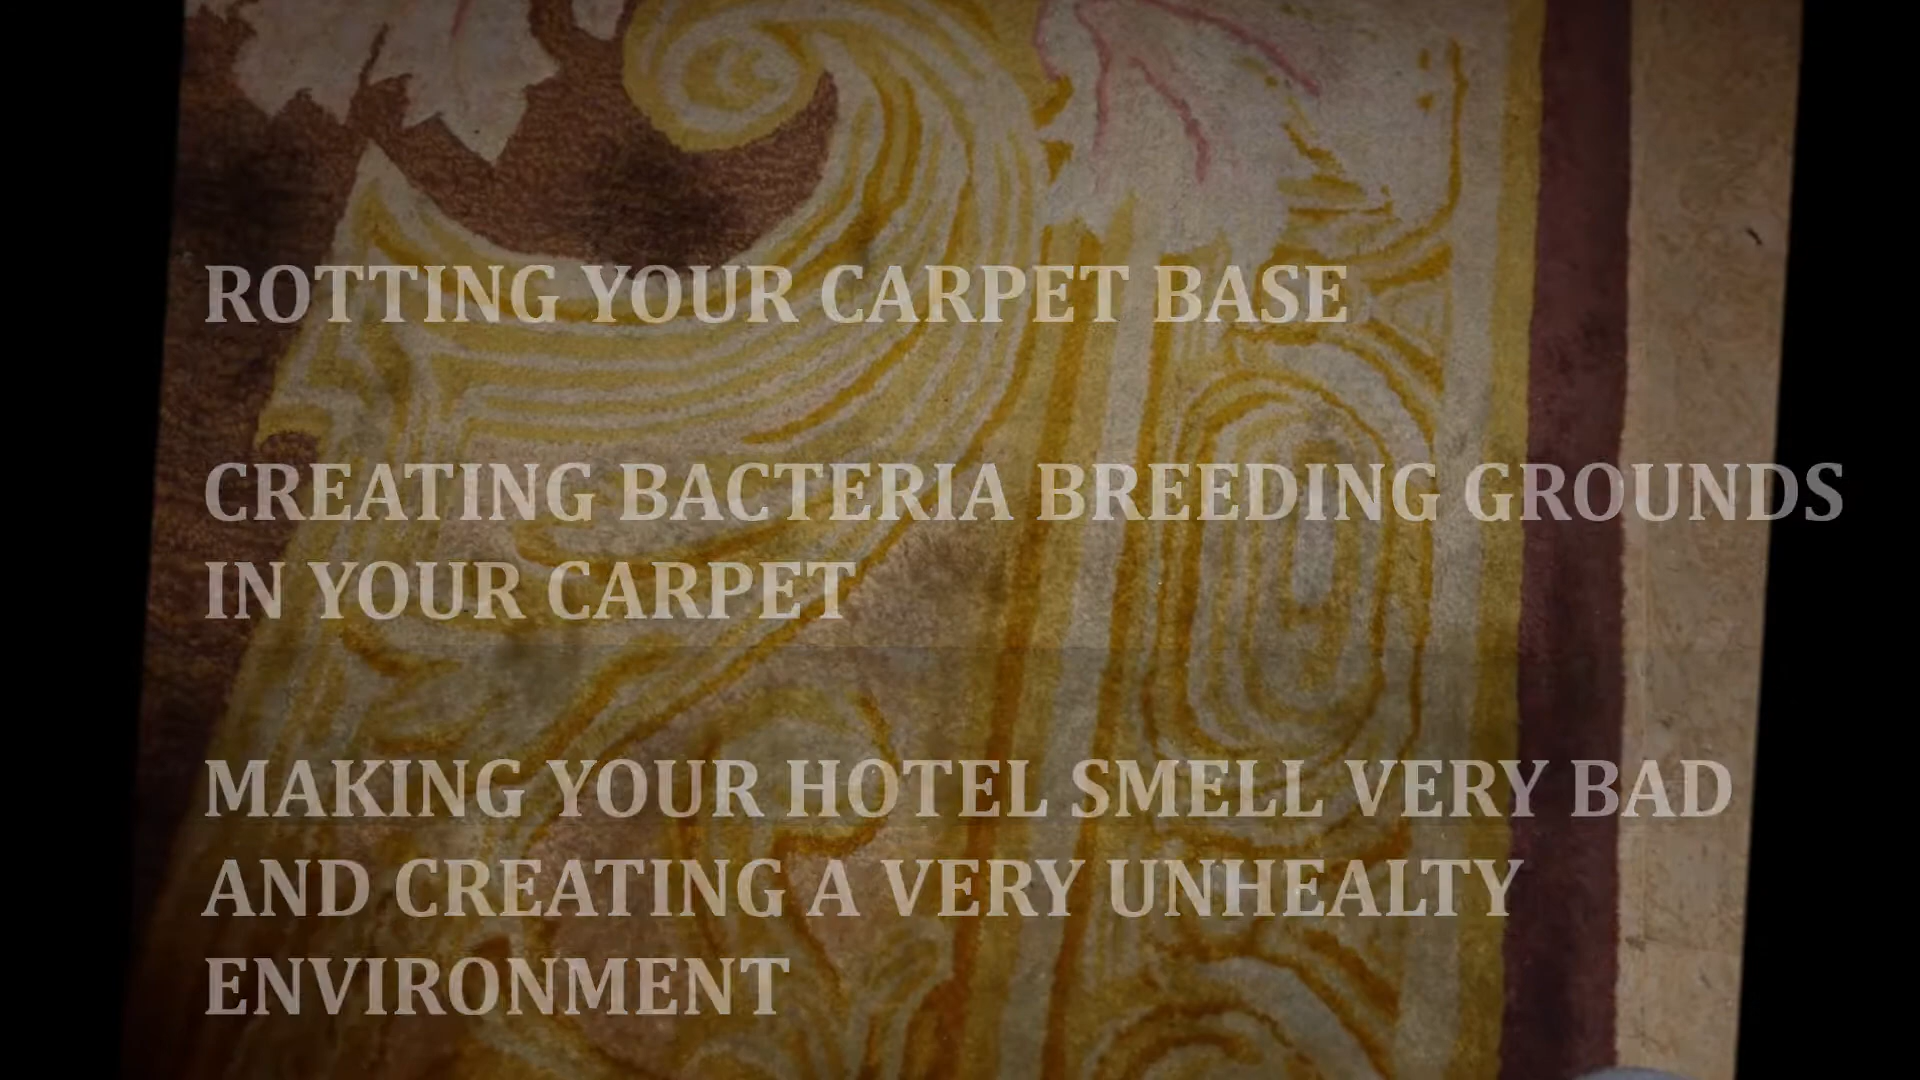 ROTTING YOUR CARPET BASE
CREATING BACTERIA BREEDING GROUNDS
IN YOUR CARPET
MAKING YOUR HOTEL SMELL VERY BAD
AND CREATING A VERY UNHEALTY
ENVIRONMENT